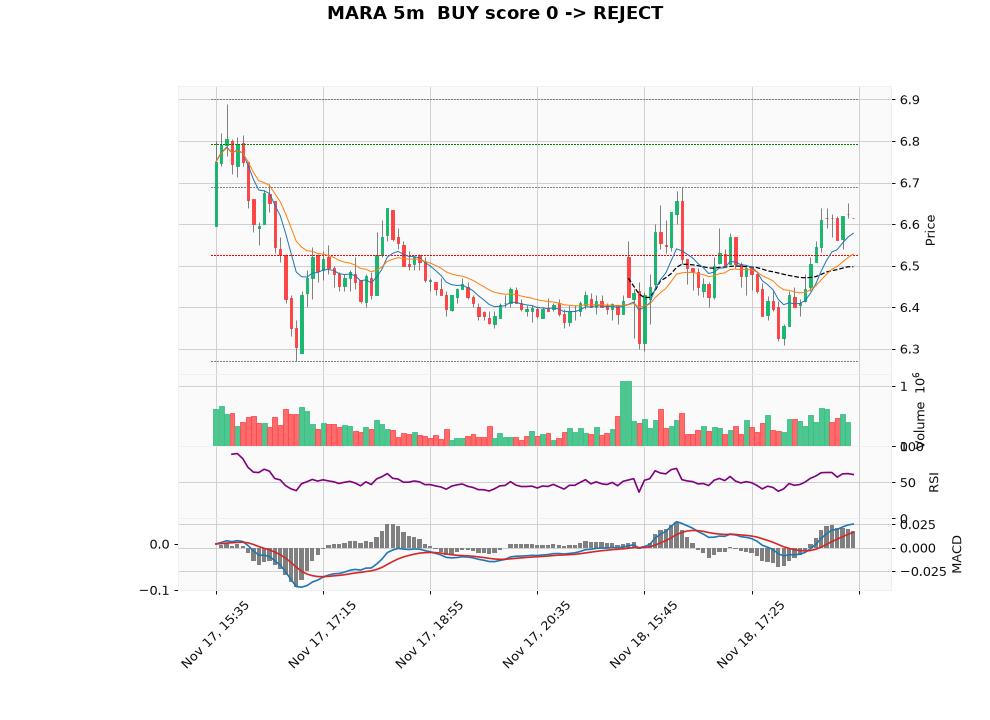 MARA 5m  BUY score 0 -> REJECT
6.9
6.8
6.7
6.6
6.5
6.4
6.3
Price
1
10^6
Volume
100
50
0
RSI
0.0
−0.1
0.025
0.000
−0.025
MACD
Nov 17, 15:35
Nov 17, 17:15
Nov 17, 18:55
Nov 17, 20:35
Nov 18, 15:45
Nov 18, 17:25